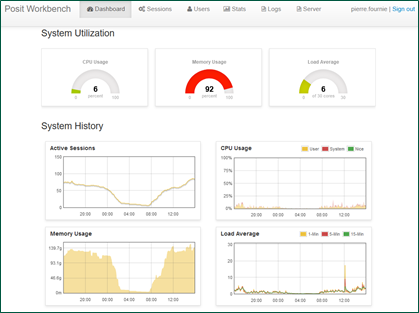 Posit Workbench Dashboard Sessions Users Stats Logs Server pierre.fournie | Sign out
System Utilization
CPU Usage Memory Usage Load Average
6 92 6
percent percent
0 100 0 100 0
System History
Active Sessions
150
100
50
0
20:00 00:00 04:00 08:00 12:00
CPU Usage User System Nice
100%
75%
50%
25%
0%
20:00 00:00 04:00 08:00 12:00
Memory Usage
139.7g
93.1g
46.6g
0m
20:00 00:00 04:00 08:00 12:00
Load Average 1-Min 5-Min 15-Min
30
20
10
0
20:00 00:00 04:00 08:00 12:00